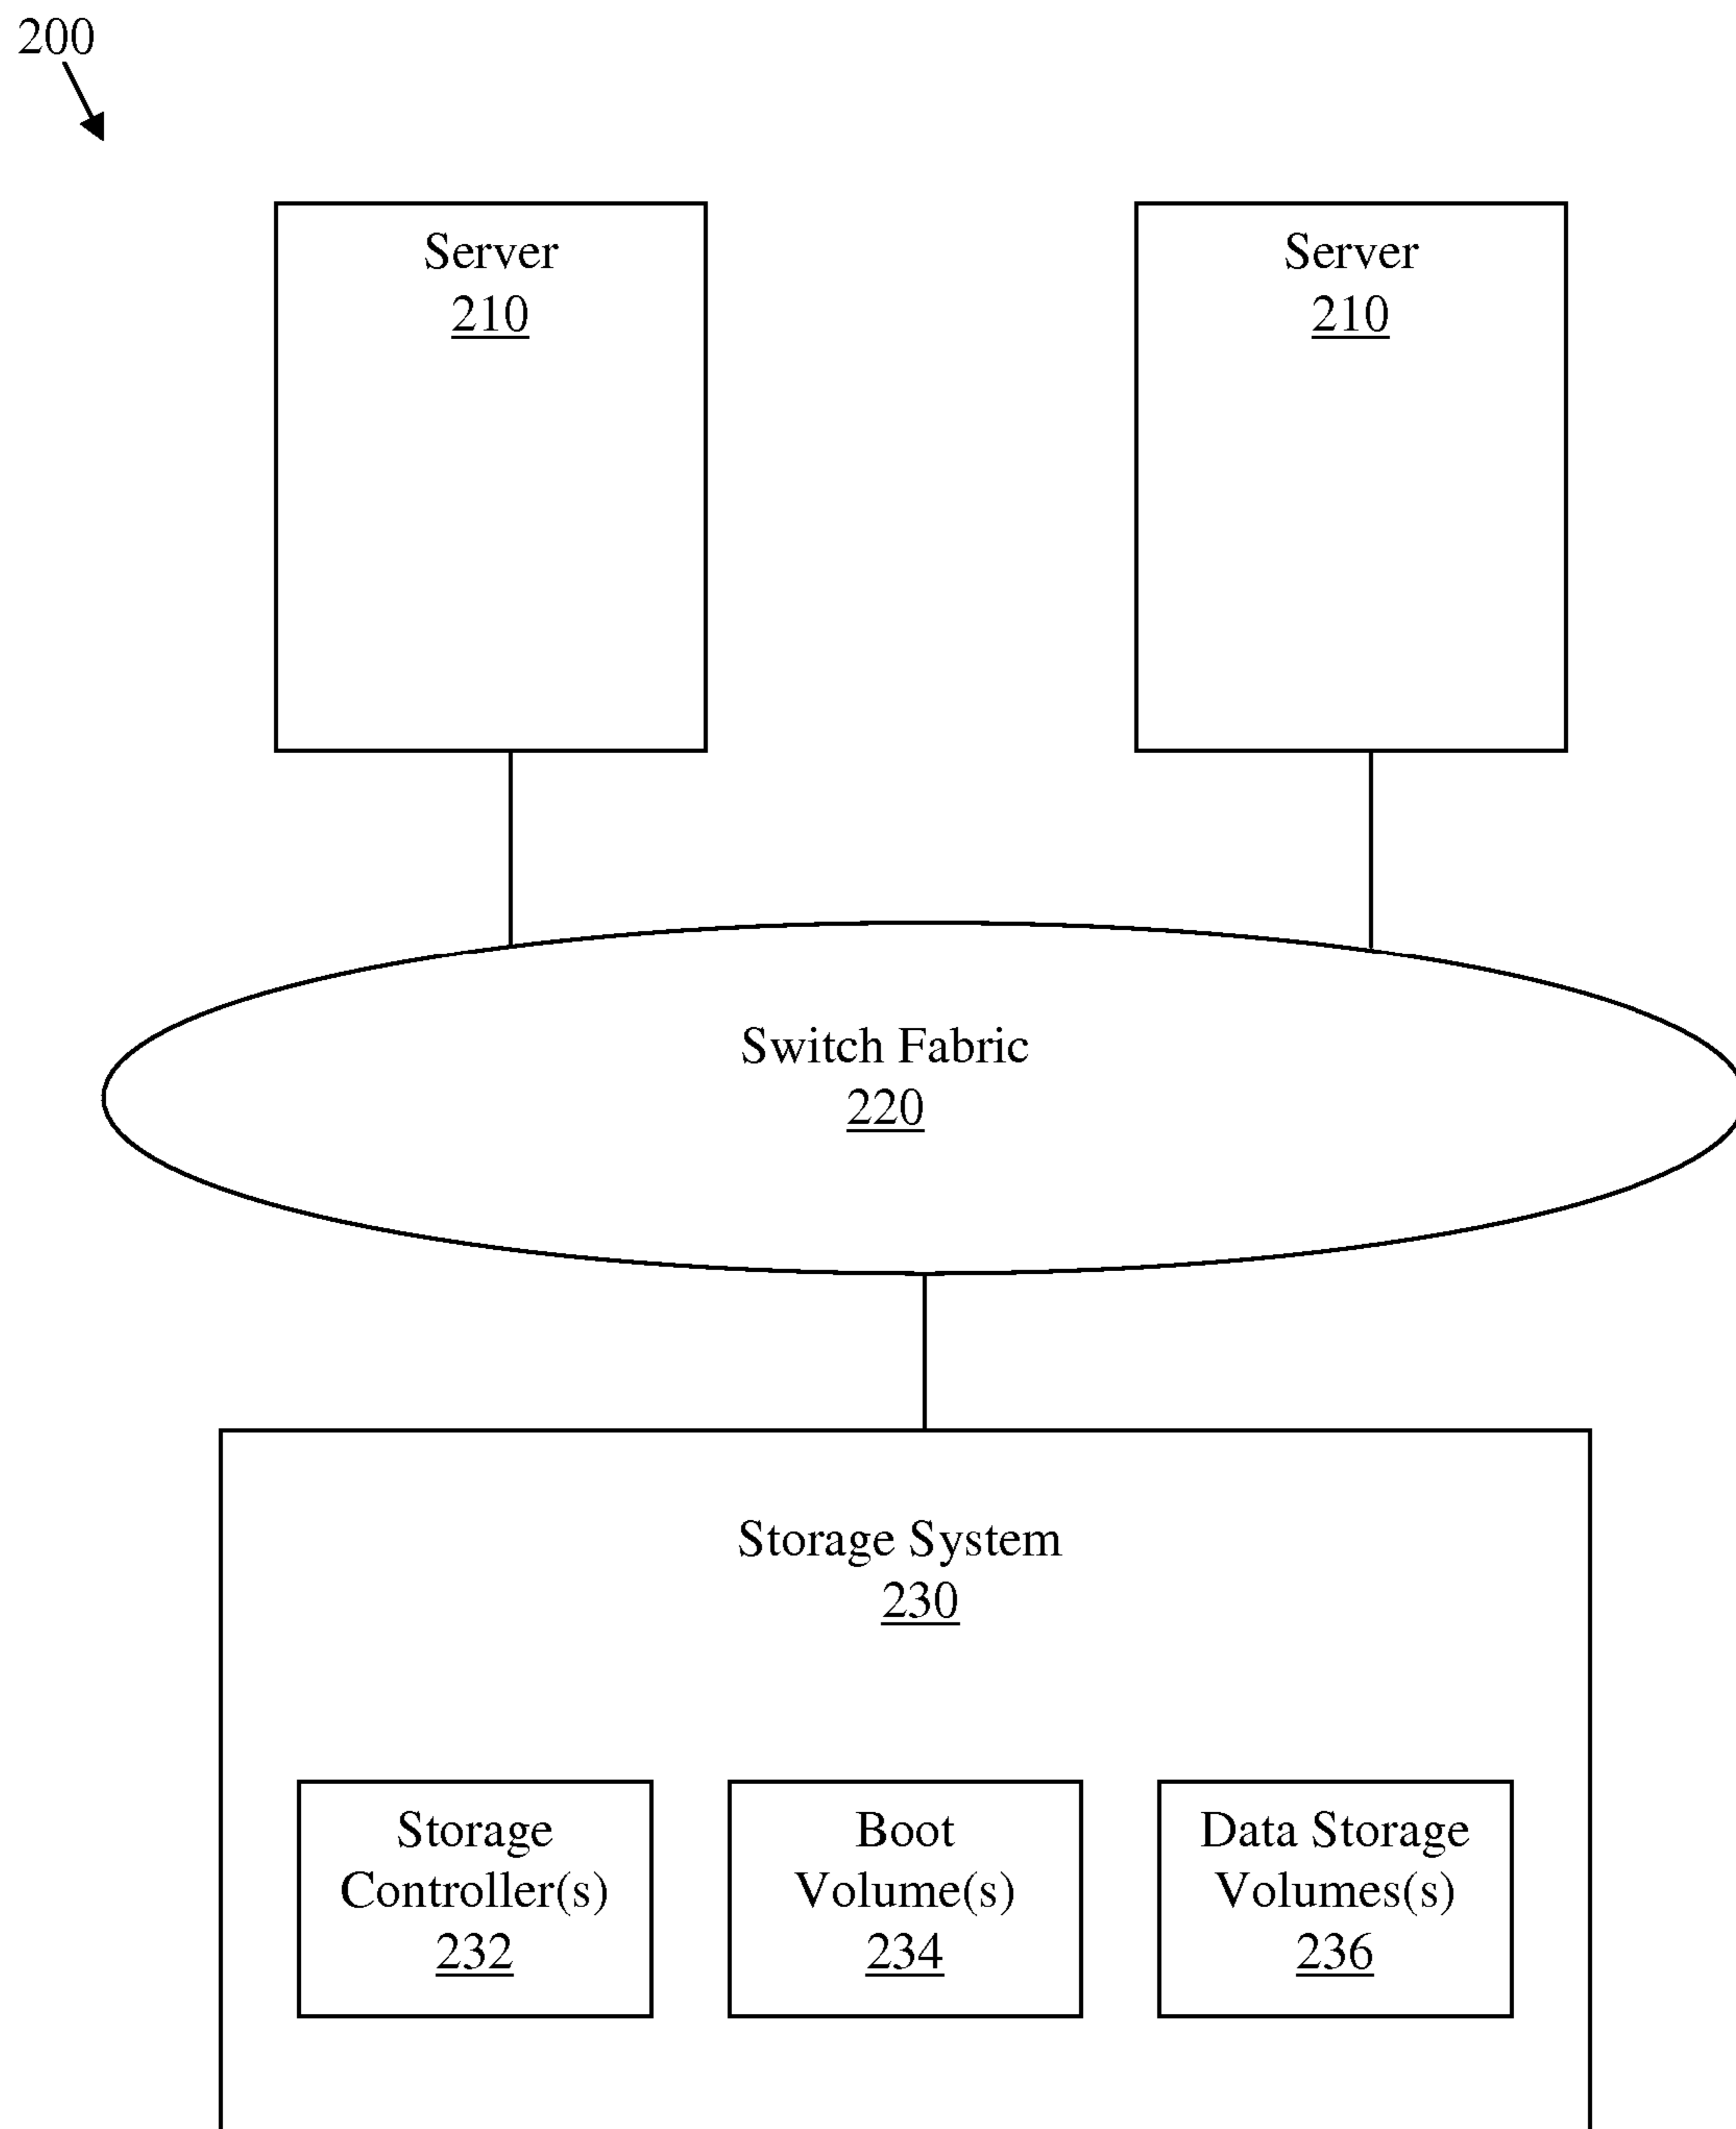 200
Server
210
Server
210
Switch Fabric
220
Storage System
230
Storage
Controller(s)
232
Boot
Volume(s)
234
Data Storage
Volumes(s)
236